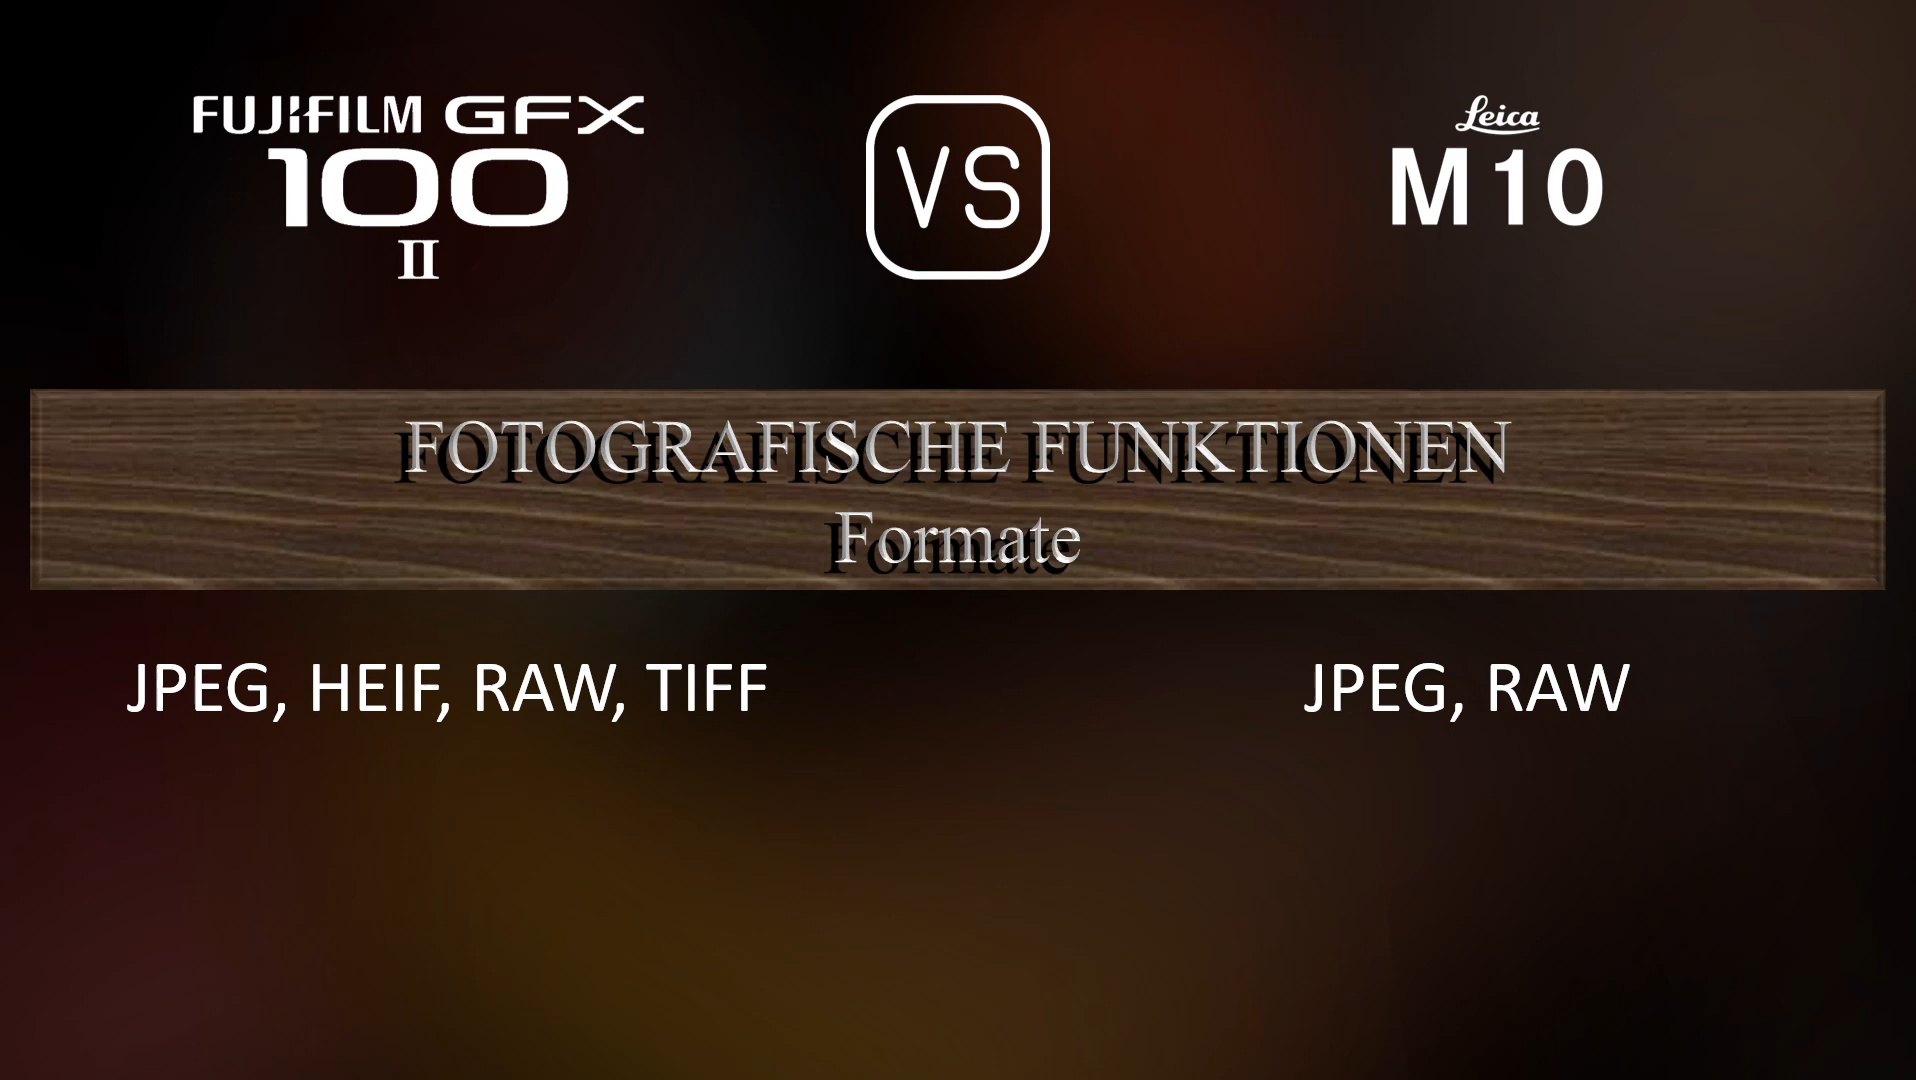 FUJIFILM GFX
100
II
VS
Leica
M10
FOTOGRAFISCHE FUNKTIONEN
Formate
JPEG, HEIF, RAW, TIFF
JPEG, RAW